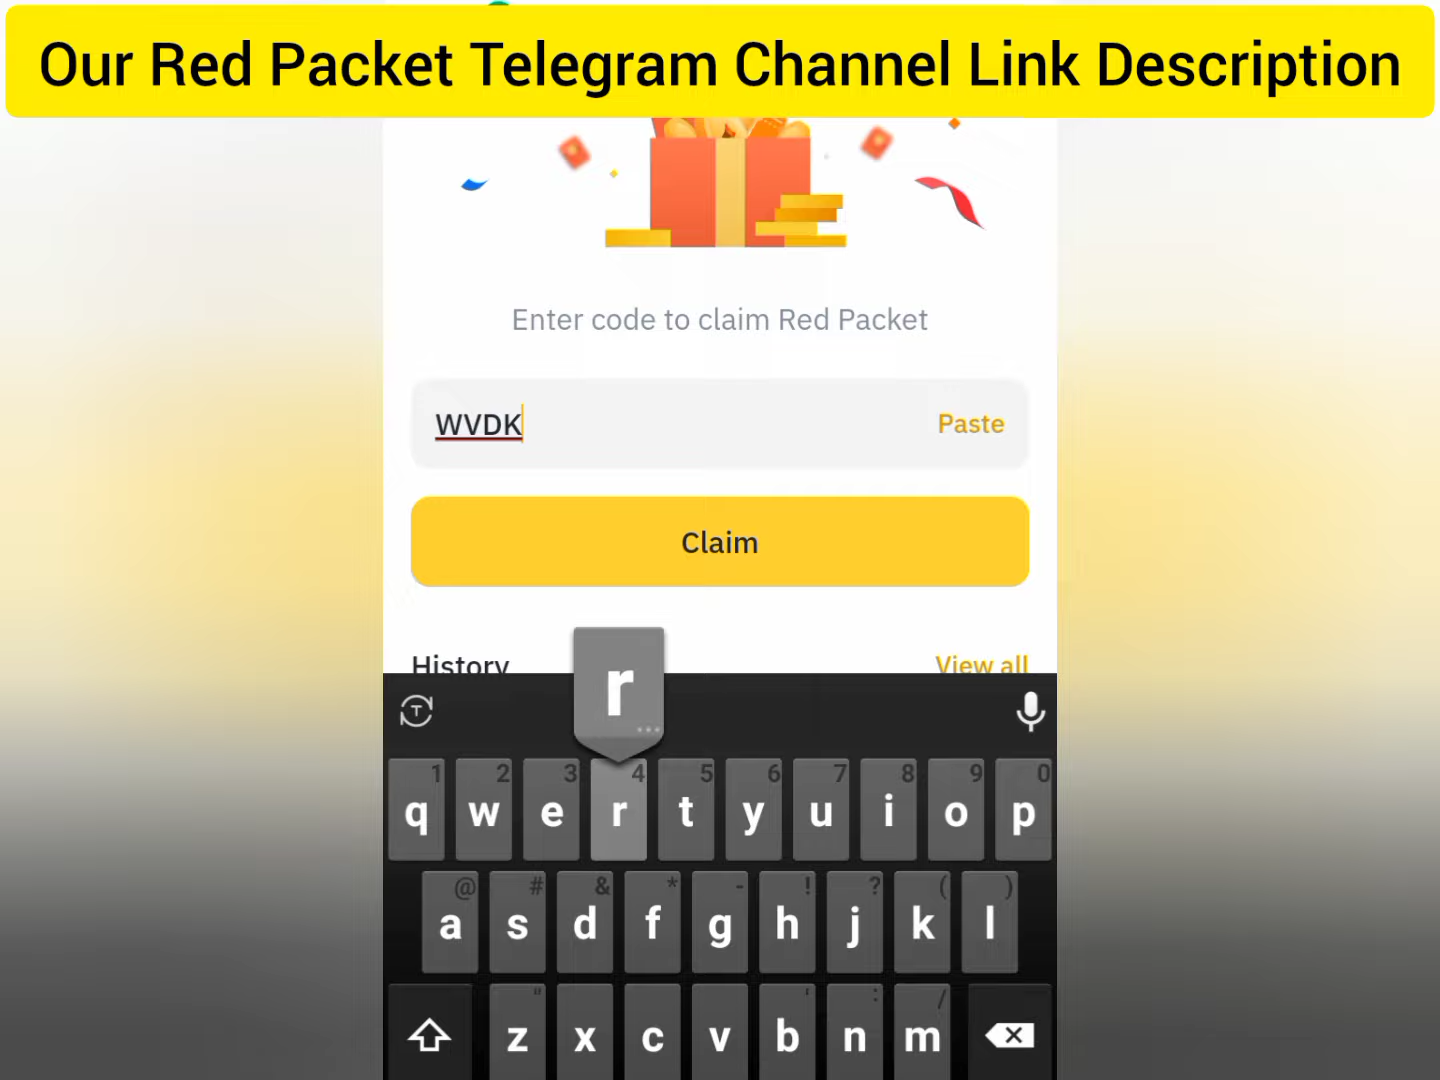 Our Red Packet Telegram Channel Link Description
Enter code to claim Red Packet
WVDK
Paste
Claim
History
View all
r
T
1 2 3 4 5 6 7 8 9 0
q w e r t y u i o p
@ # & * - ! ? ( )
a s d f g h j k l
" ' : /
z x c v b n m